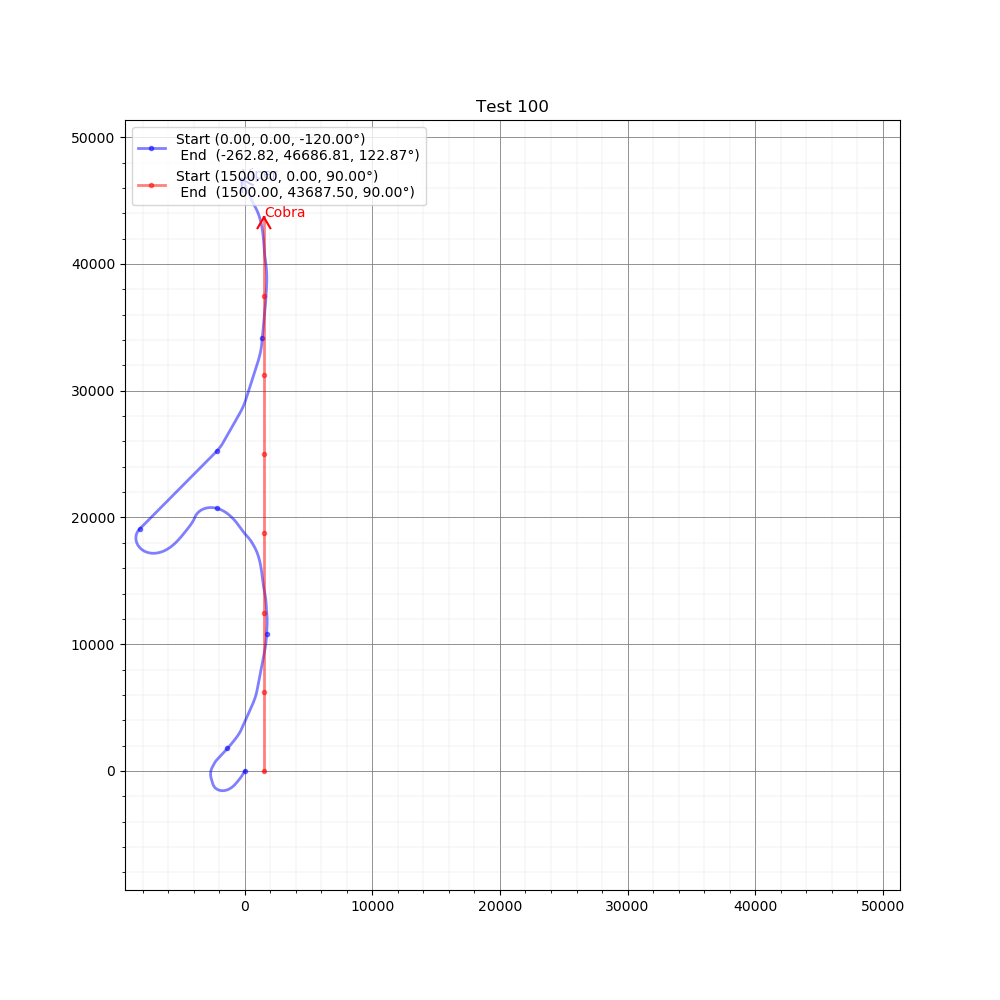 Test 100
Start (0.00, 0.00, -120.00°)
End (-262.82, 46686.81, 122.87°)
Start (1500.00, 0.00, 90.00°)
End (1500.00, 43687.50, 90.00°)
Cobra
50000
40000
30000
20000
10000
0
0
10000
20000
30000
40000
50000